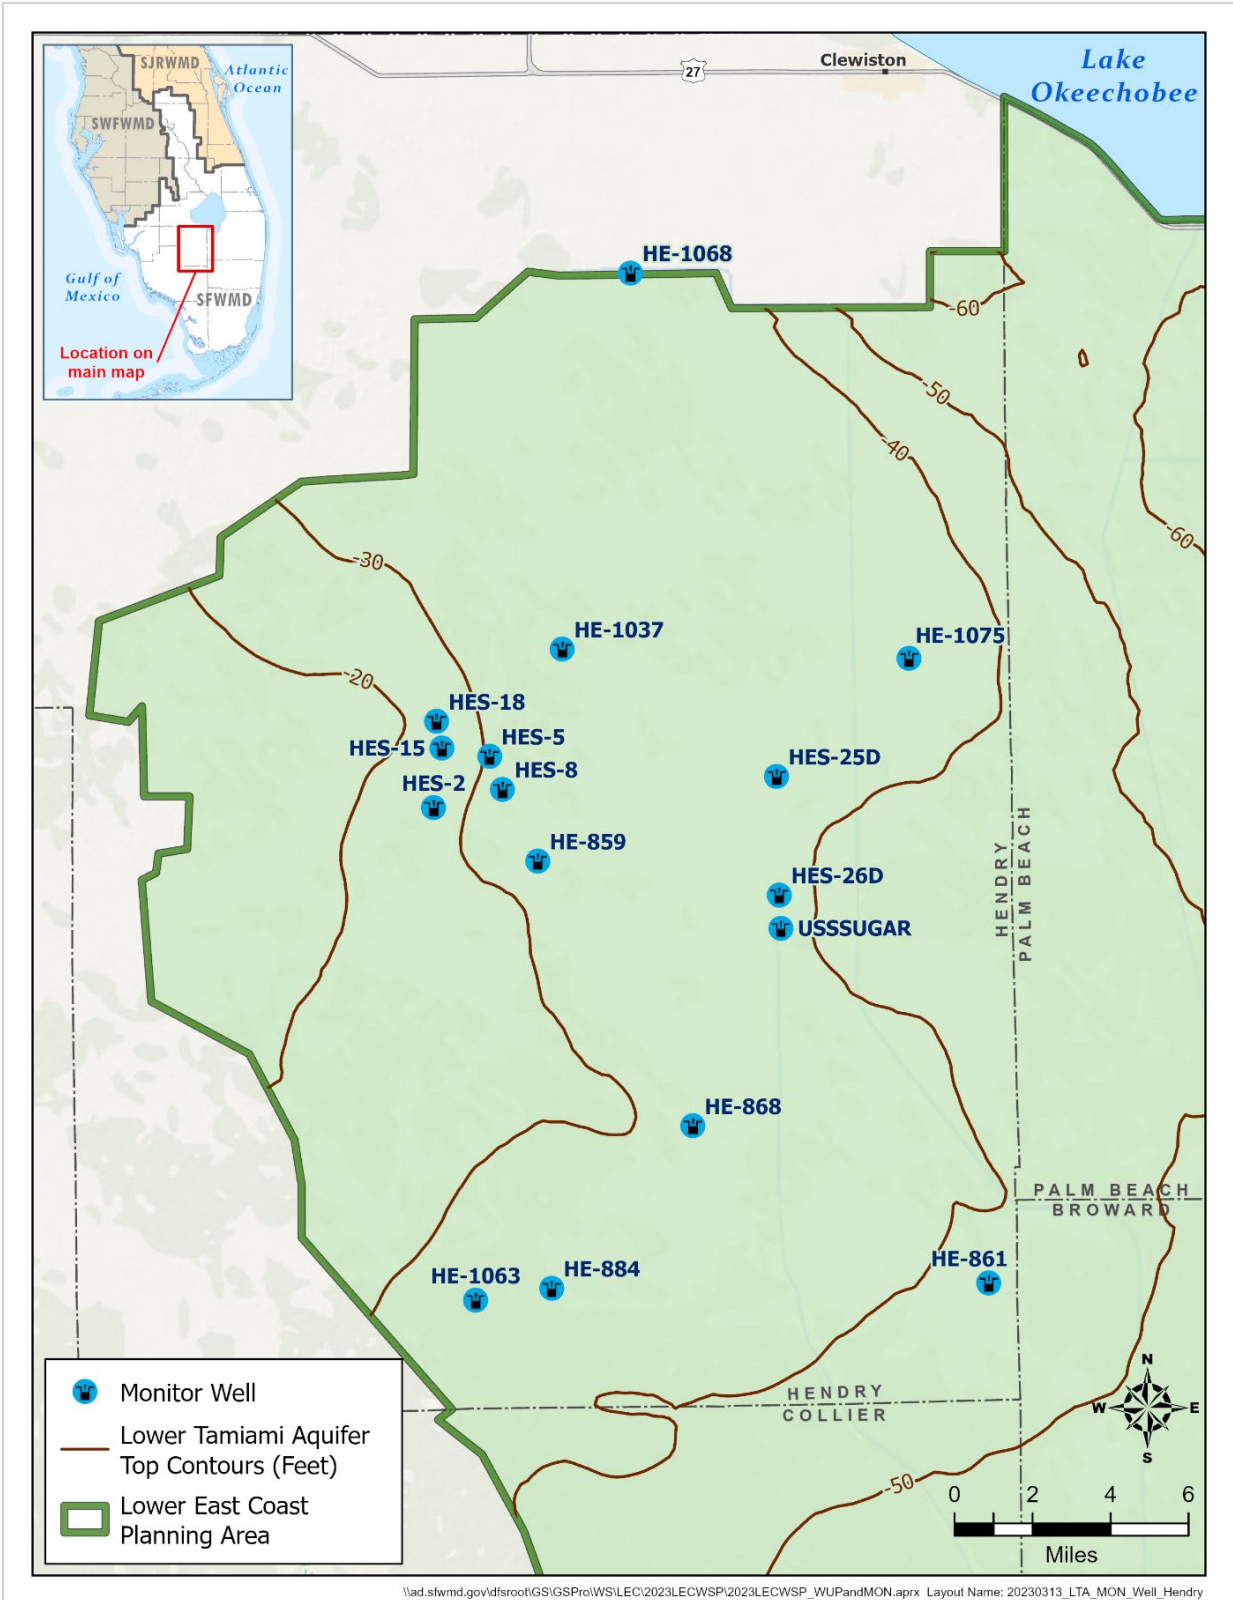 SJRWMD
Atlantic
Ocean
SWFWMD
Gulf of
Mexico
SFWMD
Location on
main map
27
Clewiston
Lake
Okeechobee
HE-1068
-60
-50
-40
-30
-60
HE-1037
HE-1075
-20
HES-18
HES-15
HES-5
HES-25D
HES-8
HES-2
HE-859
HENDRY
PALM BEACH
HES-26D
USSSUGAR
HE-868
PALM BEACH
BROWARD
HE-861
HE-884
HE-1063
HENDRY
COLLIER
-50
N
W
E
S
Monitor Well
Lower Tamiami Aquifer
Top Contours (Feet)
Lower East Coast
Planning Area
0 2 4 6
Miles
\\ad.sfwmd.gov\dfsroot\GS\GSPro\WS\LEC\2023LECWSP\2023LECWSP_WUPandMON.aprx Layout Name: 20230313_LTA_MON_Well_Hendry